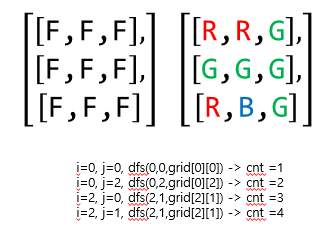 [[F,F,F], [[R,R,G],
[F,F,F], [G,G,G],
[F,F,F]] [R,B,G]]
i=0, j=0, dfs(0,0,grid[0][0]) -> cnt =1
i=0, j=2, dfs(0,2,grid[0][2]) -> cnt =2
i=2, j=0, dfs(2,1,grid[2][1]) -> cnt =3
i=2, j=1, dfs(2,1,grid[2][1]) -> cnt =4